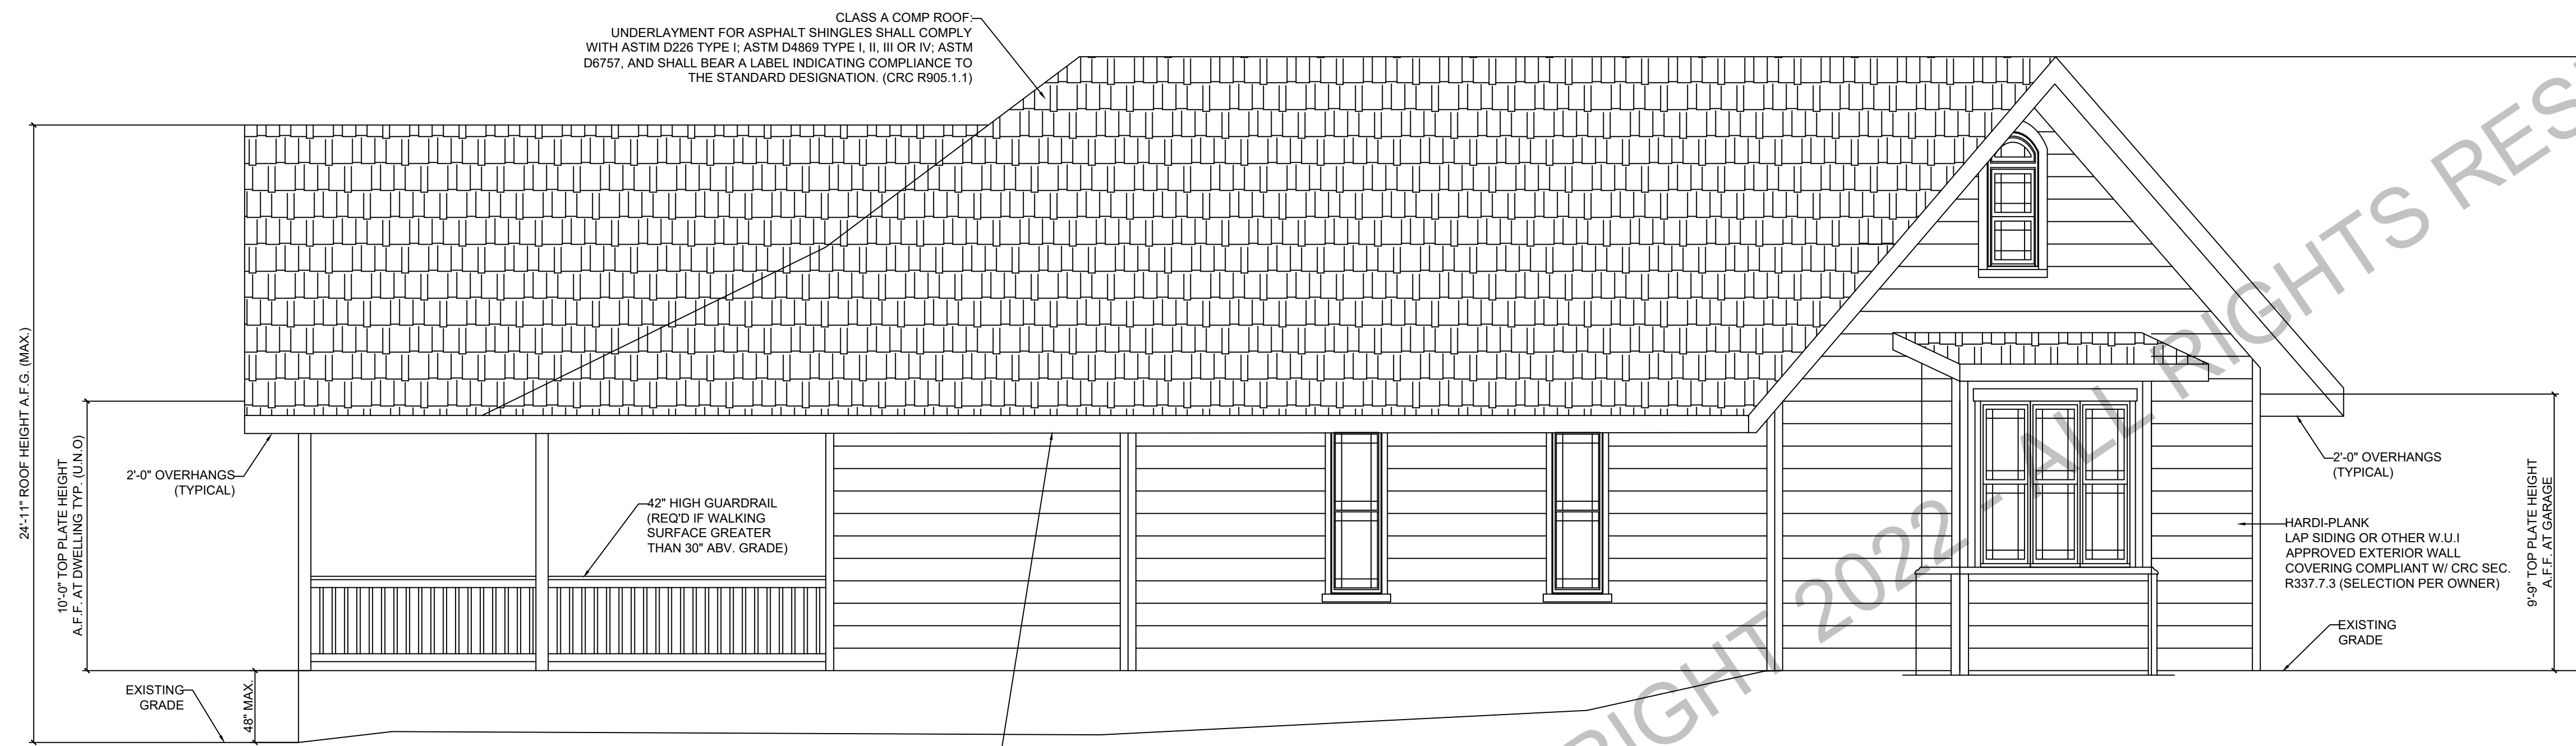 CLASS A COMP ROOF:
UNDERLAYMENT FOR ASPHALT SHINGLES SHALL COMPLY
WITH ASTIM D226 TYPE I; ASTM D4869 TYPE I, II, III OR IV; ASTM
D6757, AND SHALL BEAR A LABEL INDICATING COMPLIANCE TO
THE STANDARD DESIGNATION. (CRC R905.1.1)
24'-11" ROOF HEIGHT A.F.G. (MAX.)
10'-0" TOP PLATE HEIGHT
A.F.F. AT DWELLING TYP. (U.N.O)
2'-0" OVERHANGS
(TYPICAL)
42" HIGH GUARDRAIL
(REQ'D IF WALKING
SURFACE GREATER
THAN 30" ABV. GRADE)
EXISTING
GRADE
48" MAX.
2'-0" OVERHANGS
(TYPICAL)
HARDI-PLANK
LAP SIDING OR OTHER W.U.I
APPROVED EXTERIOR WALL
COVERING COMPLIANT W/ CRC SEC.
R337.7.3 (SELECTION PER OWNER)
EXISTING
GRADE
9'-9" TOP PLATE HEIGHT
A.F.F. AT GARAGE
RIGHT 2022 - ALL RIGHTS RES